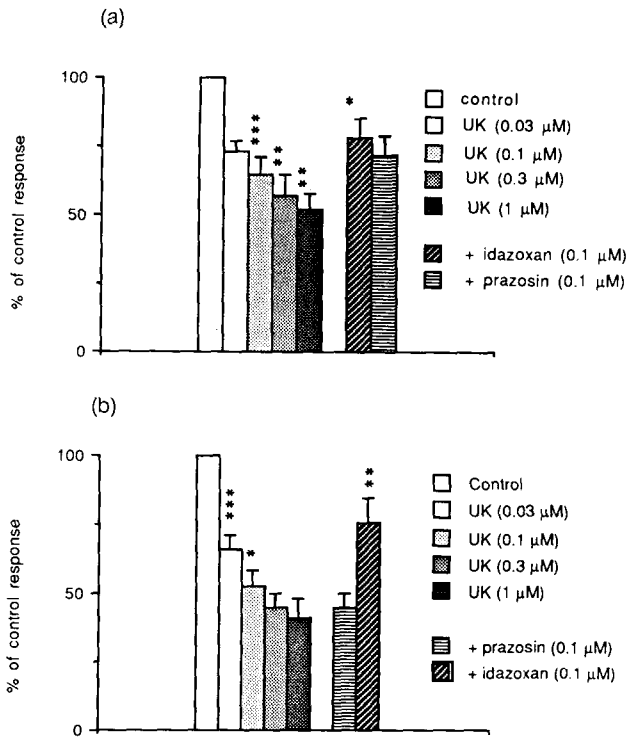 (a)
% of control response
100
50
0
***
**
**
*
control
UK (0.03 µM)
UK (0.1 µM)
UK (0.3 µM)
UK (1 µM)
+ idazoxan (0.1 µM)
+ prazosin (0.1 µM)
(b)
% of control response
100
50
0
***
*
**
Control
UK (0.03 µM)
UK (0.1 µM)
UK (0.3 µM)
UK (1 µM)
+ prazosin (0.1 µM)
+ idazoxan (0.1 µM)